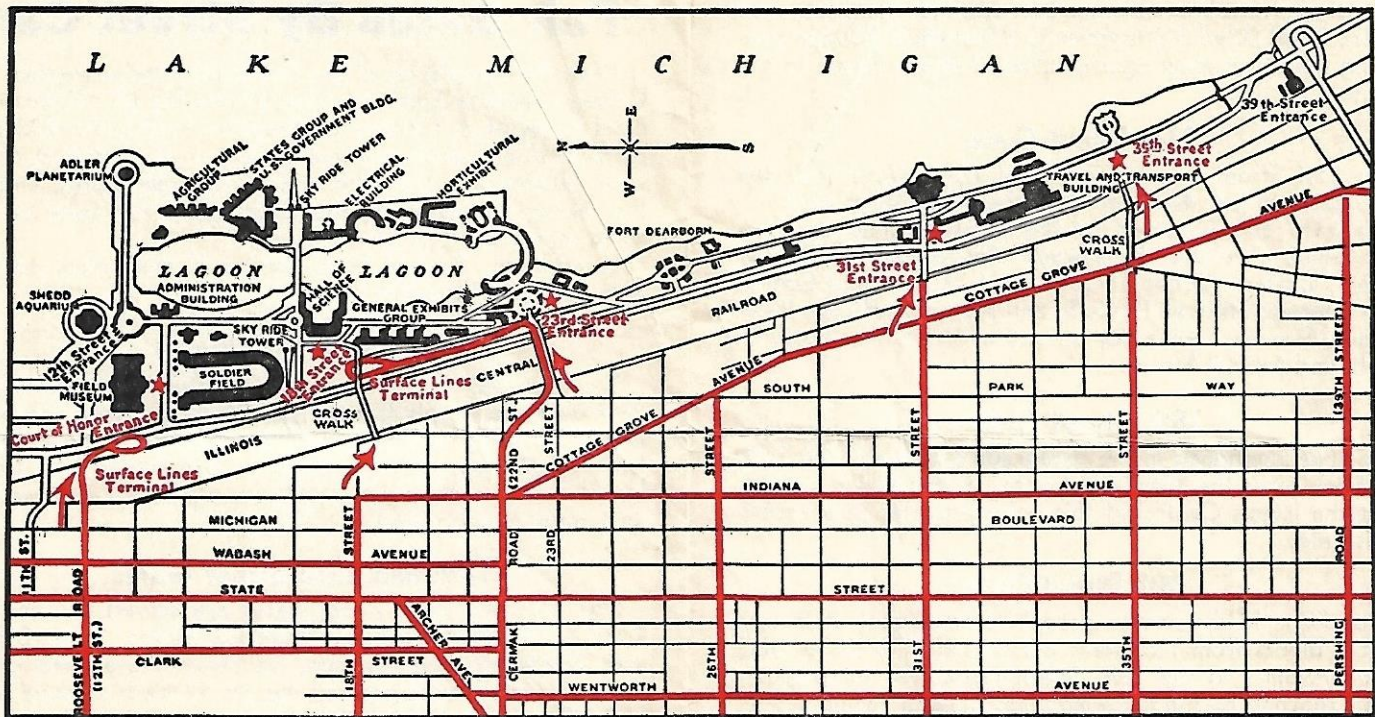 LAKE MICHIGAN
N
E
S
W
39th Street
Entrance
35th Street
Entrance
TRAVEL AND TRANSPORT
BUILDING
ADLER
PLANETARIUM
AGRICULTURAL
GROUP
STATES GROUP AND
U.S. GOVERNMENT BLDG.
SKY RIDE TOWER
ELECTRICAL
BUILDING
HORTICULTURAL
EXHIBIT
FORT DEARBORN
LAGOON
ADMINISTRATION
BUILDING
LAGOON
HALL OF
SCIENCE
GENERAL EXHIBITS
GROUP
SHEDD
AQUARIUM
12th Street
Entrance
SKY RIDE
TOWER
SOLDIER
FIELD
FIELD
MUSEUM
18th Street
Entrance
23rd Street
Entrance
31st Street
Entrance
CROSS
WALK
Surface Lines
Terminal
Court of Honor
Entrance
CROSS
WALK
Surface Lines
Terminal
ILLINOIS CENTRAL RAILROAD
COTTAGE GROVE AVENUE
COTTAGE GROVE AVENUE
SOUTH PARK WAY
INDIANA AVENUE
MICHIGAN BOULEVARD
WABASH AVENUE
STATE STREET
CLARK STREET
ARCHER AVE.
WENTWORTH AVENUE
11TH ST.
ROOSEVELT ROAD
(12TH ST.)
18TH STREET
CERMAK ROAD (22ND ST.)
23RD STREET
26TH STREET
31ST STREET
35TH STREET
PERSHING ROAD (39TH STREET)